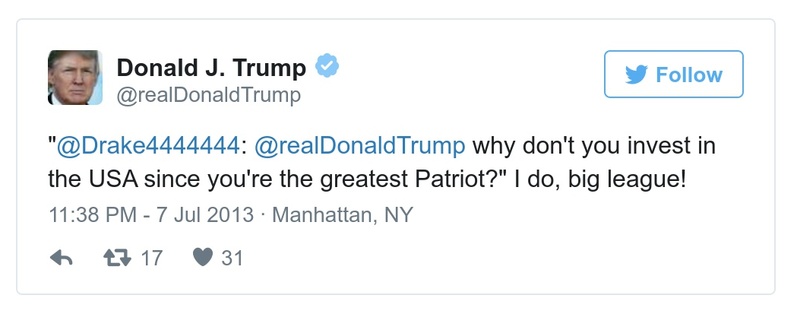 Donald J. Trump
@realDonaldTrump
Follow
"@Drake4444444: @realDonaldTrump why don't you invest in
the USA since you're the greatest Patriot?" I do, big league!
11:38 PM - 7 Jul 2013 · Manhattan, NY
17 31